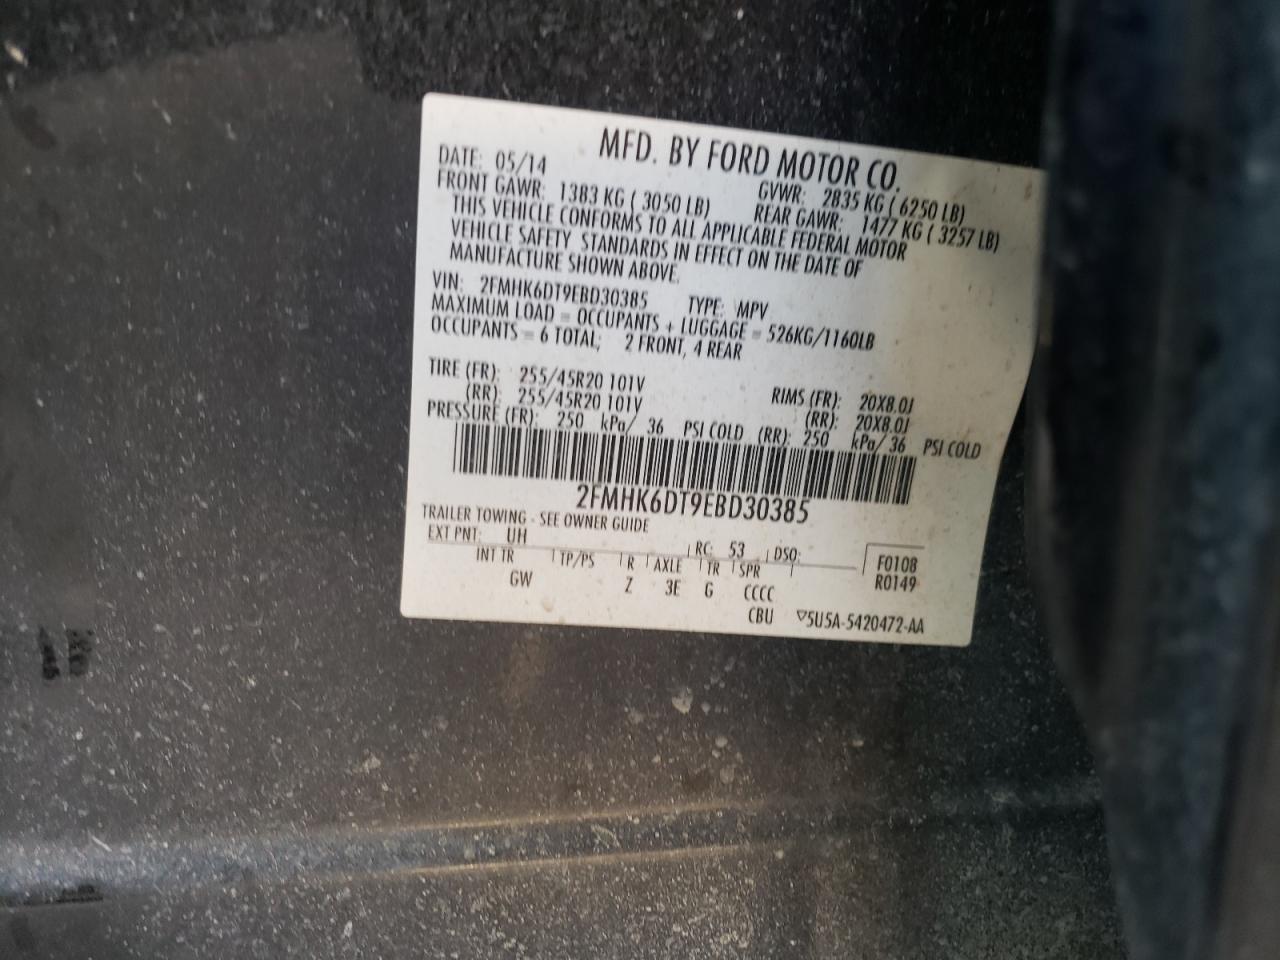 MFD. BY FORD MOTOR CO.
DATE: 05/14 GVWR: 2835 KG ( 6250 LB)
FRONT GAWR: 1383 KG ( 3050 LB) REAR GAWR: 1477 KG ( 3257 LB)
THIS VEHICLE CONFORMS TO ALL APPLICABLE FEDERAL MOTOR
VEHICLE SAFETY STANDARDS IN EFFECT ON THE DATE OF
MANUFACTURE SHOWN ABOVE.
VIN: 2FMHK6DT9EBD30385 TYPE: MPV
MAXIMUM LOAD = OCCUPANTS + LUGGAGE = 526KG/1160LB
OCCUPANTS = 6 TOTAL; 2 FRONT, 4 REAR
TIRE (FR): 255/45R20 101V RIMS (FR): 20X8.0J
(RR): 255/45R20 101V (RR): 20X8.0J
PRESSURE (FR): 250 kPa/ 36 PSI COLD (RR): 250 kPa/ 36 PSI COLD
2FMHK6DT9EBD30385
TRAILER TOWING - SEE OWNER GUIDE
EXT PNT: UH RC: 53 DSO: F0108
INT TR TP/PS R AXLE TR SPR R0149
GW Z 3E G CCCC
CBU ▽5U5A-5420472-AA